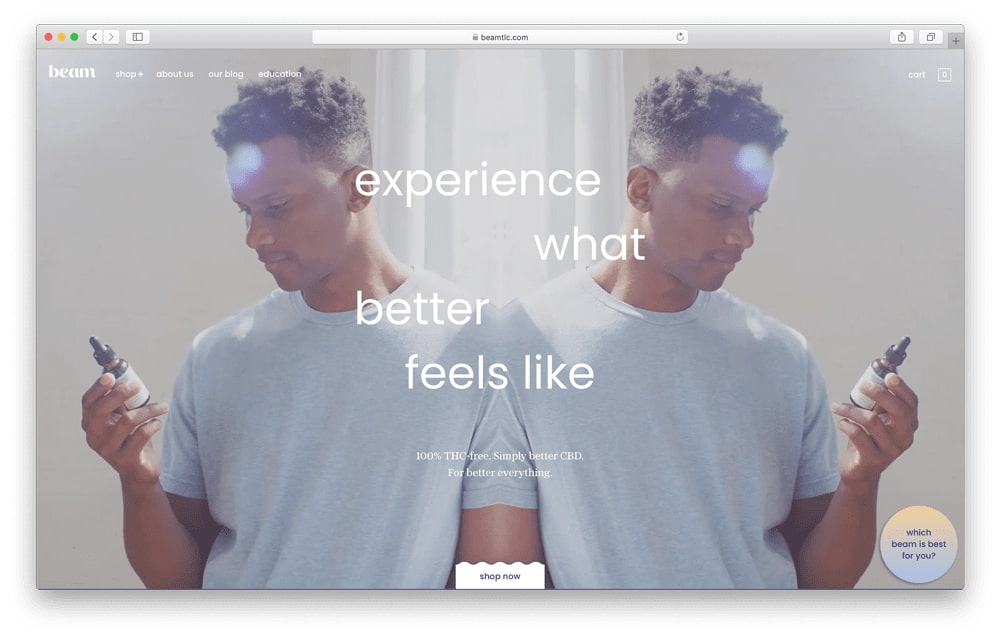 beamtlc.com
beam
shop + about us our blog education
cart 0
experience
what
better
feels like
100% THC-free. Simply better CBD.
For better everything.
which
beam is best
for you?
shop now